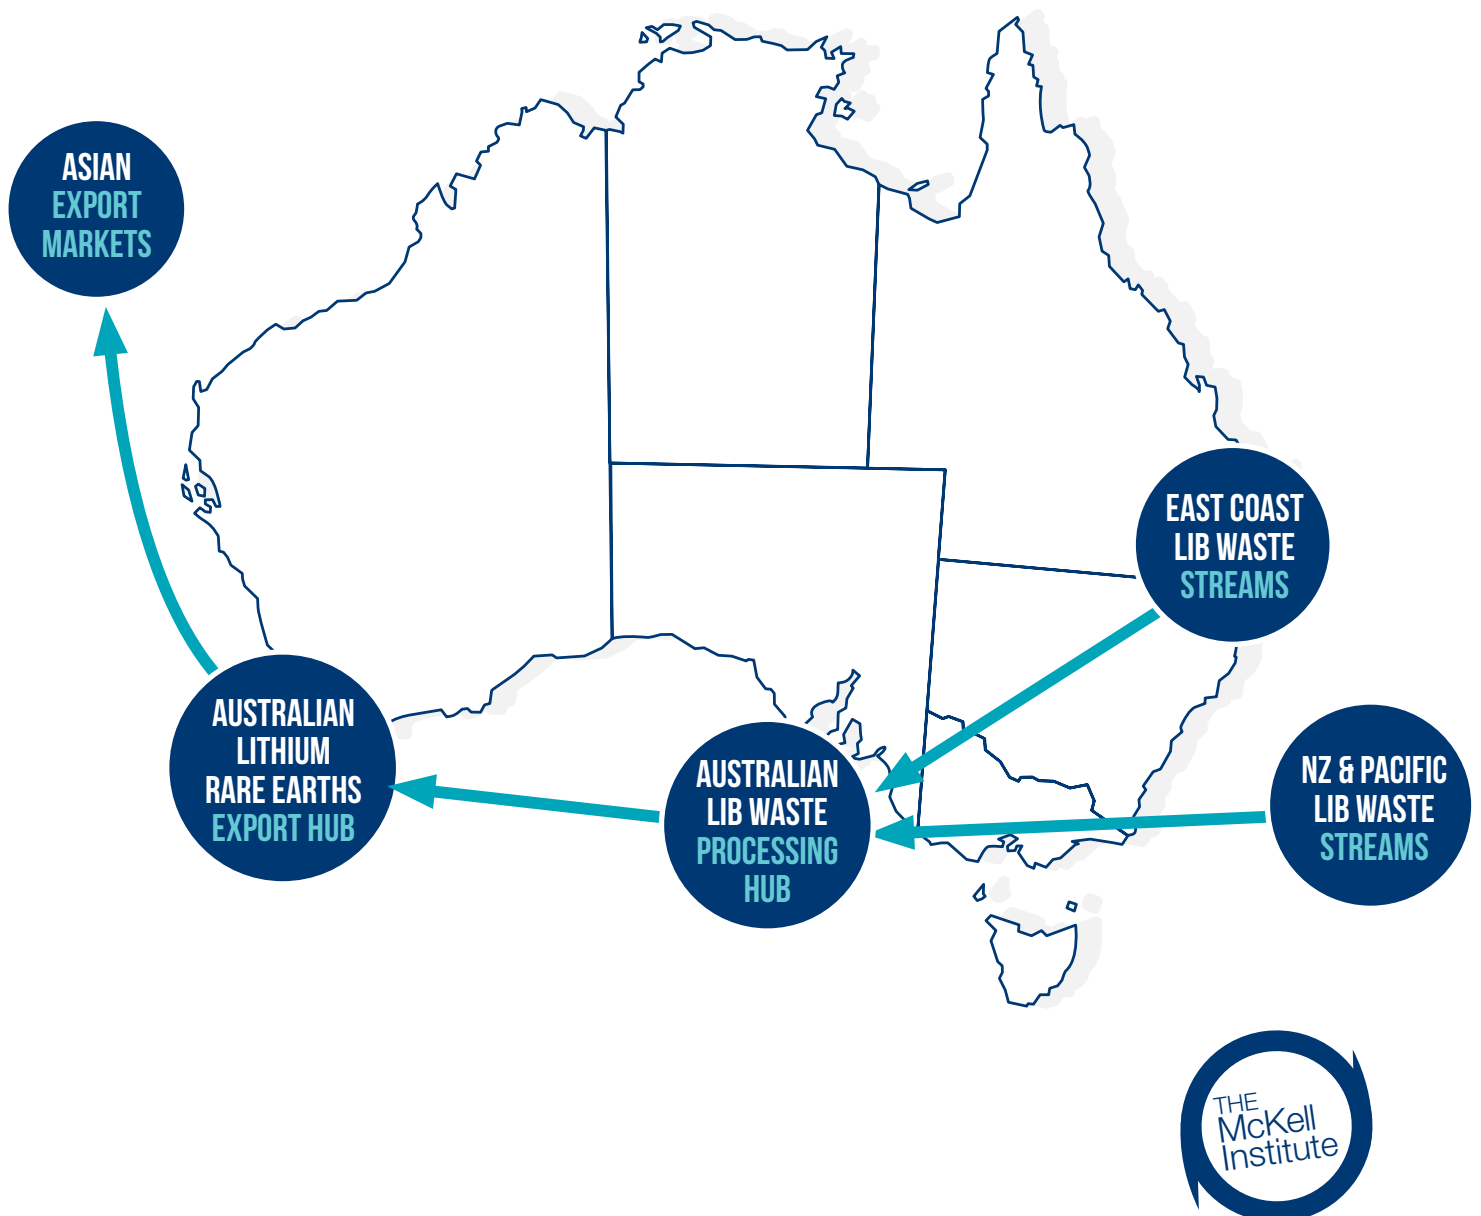 ASIAN
EXPORT
MARKETS
EAST COAST
LIB WASTE
STREAMS
AUSTRALIAN
LITHIUM
RARE EARTHS
EXPORT HUB
AUSTRALIAN
LIB WASTE
PROCESSING
HUB
NZ & PACIFIC
LIB WASTE
STREAMS
THE
McKell
Institute